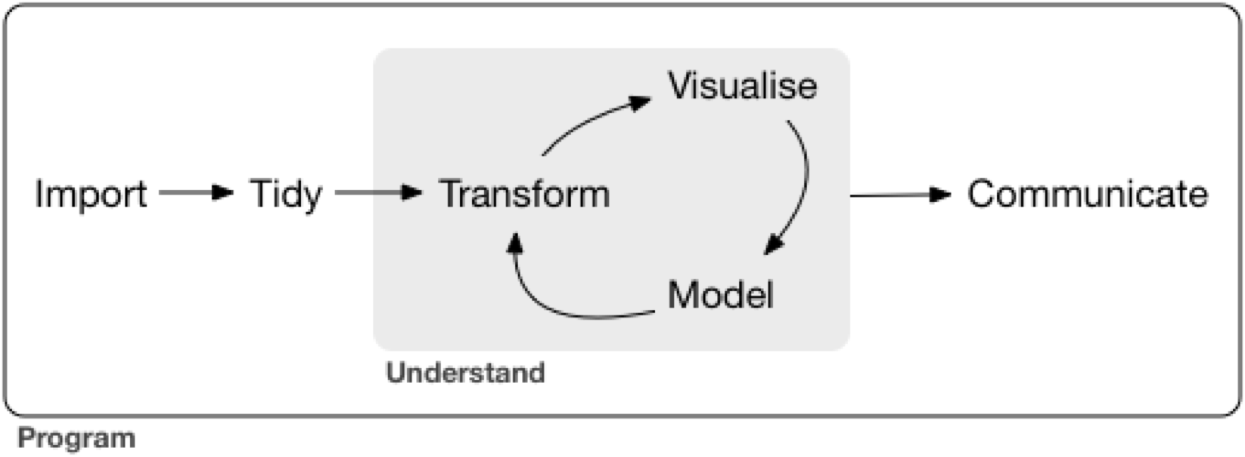 Visualise
Import
Tidy
Transform
Communicate
Model
Understand
Program